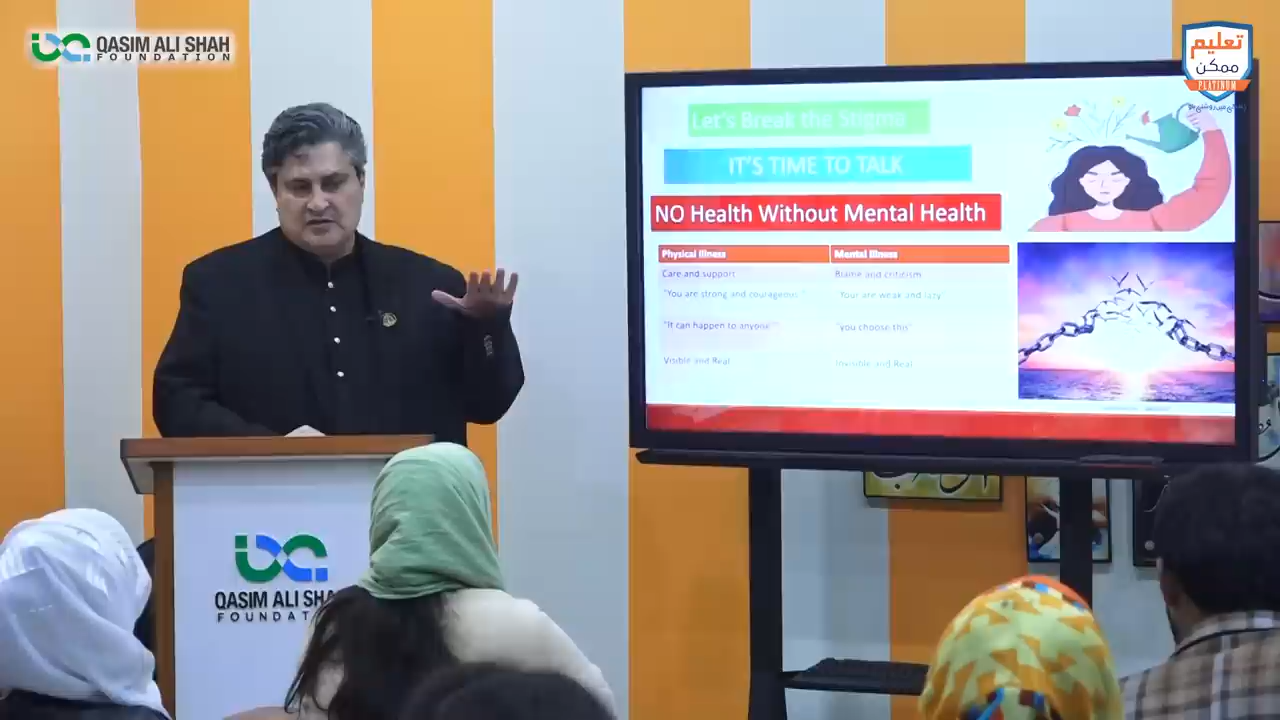 QASIM ALI SHAH
FOUNDATION
تعلیم
ممکن
PLATINUM
Let's Break the Stigma
IT'S TIME TO TALK
NO Health Without Mental Health
Physical Illness Mental Illness
Care and support Blame and criticism
"You are strong and courageous" "Your are weak and lazy
"It can happen to anyone" "you choose this"
Visible and Real Invisible and Real
QASIM ALI SHA
FOUNDAT